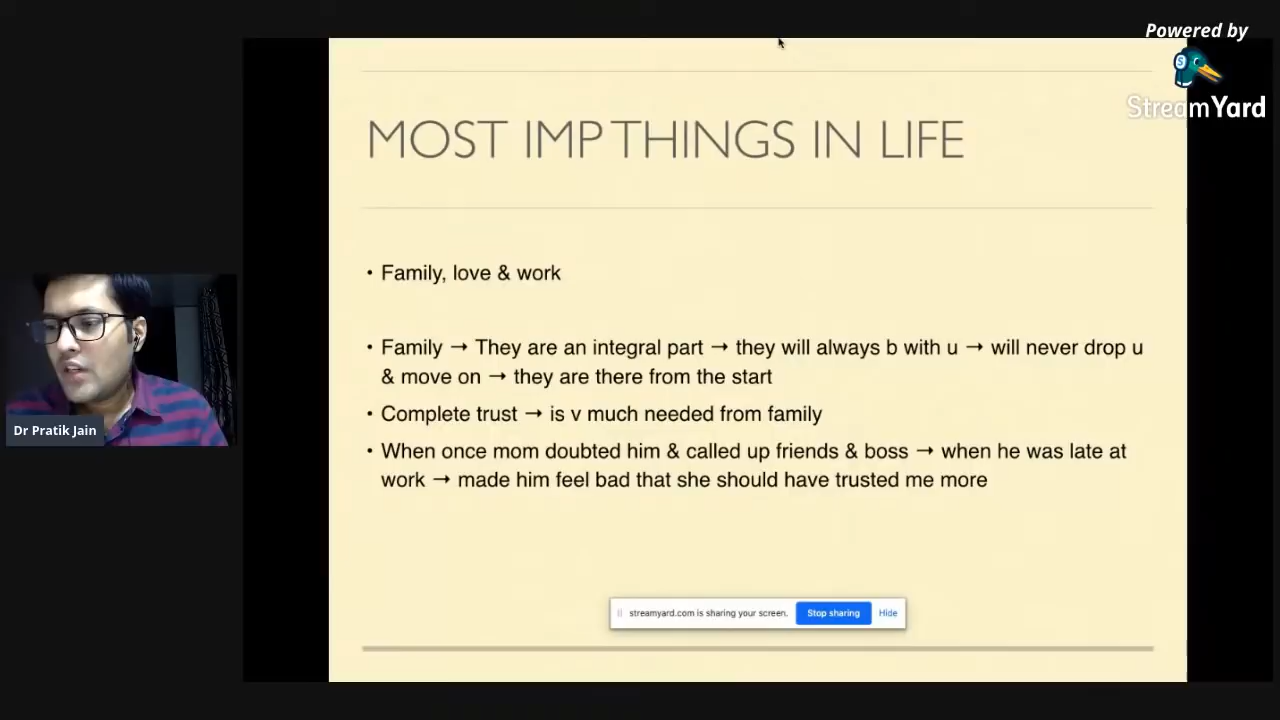 Powered by
StreamYard
MOST IMP THINGS IN LIFE
• Family, love & work
• Family → They are an integral part → they will always b with u → will never drop u
& move on → they are there from the start
• Complete trust → is v much needed from family
• When once mom doubted him & called up friends & boss → when he was late at
work → made him feel bad that she should have trusted me more
Dr Pratik Jain
streamyard.com is sharing your screen. Stop sharing Hide